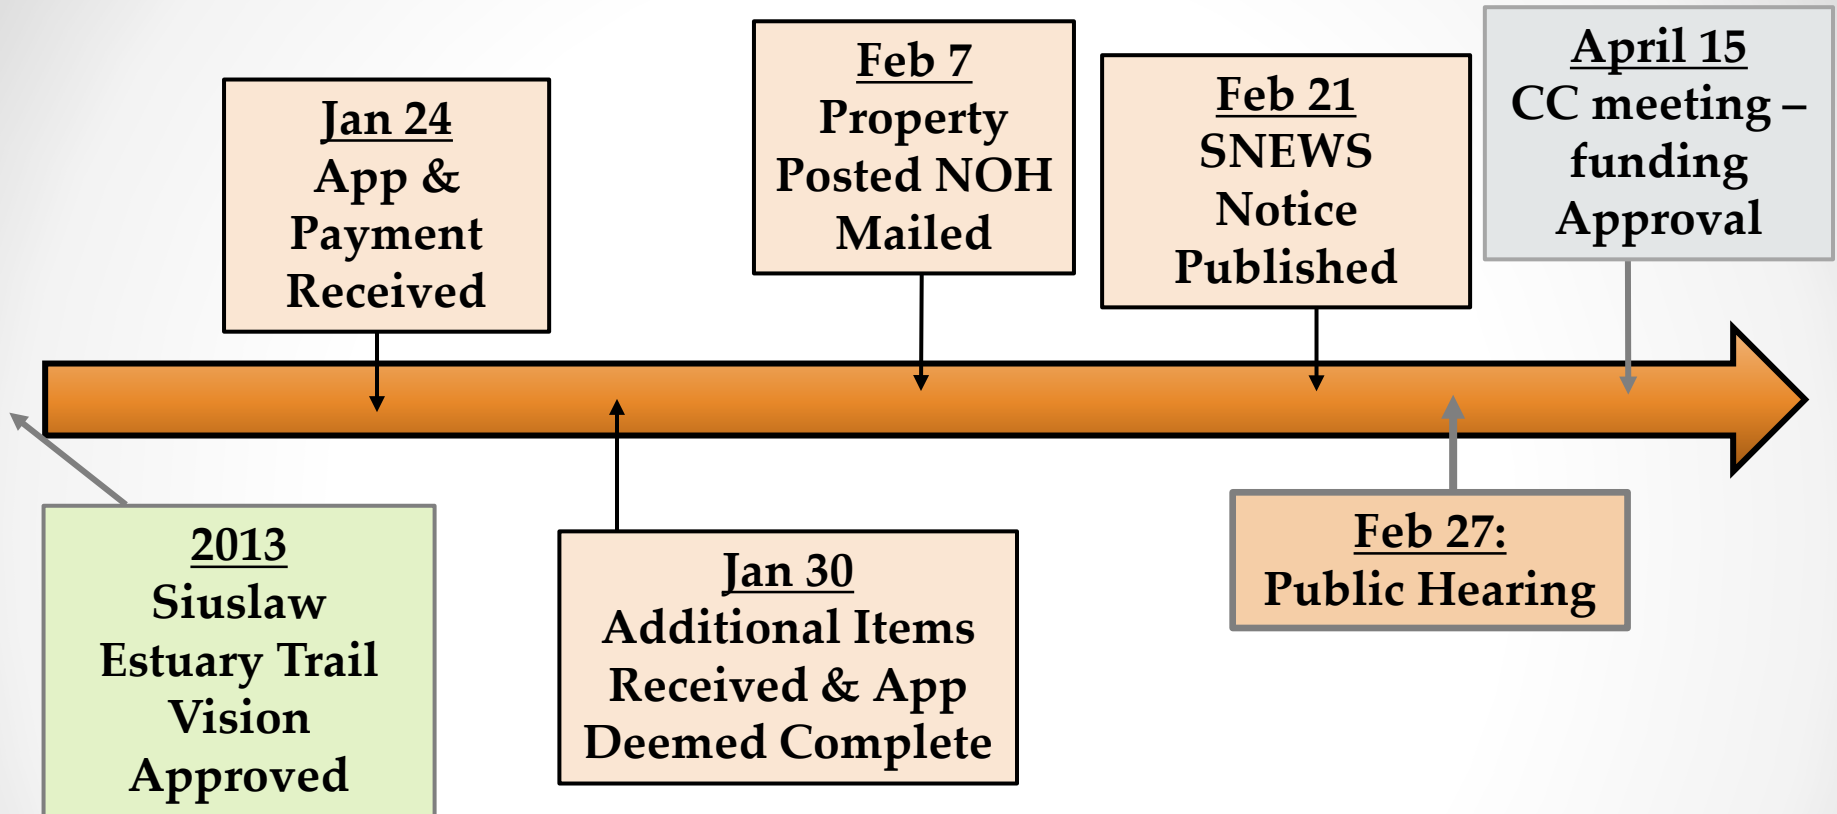 Jan 24
App &
Payment
Received
Feb 7
Property
Posted NOH
Mailed
Feb 21
SNEWS
Notice
Published
April 15
CC meeting –
funding
Approval
2013
Siuslaw
Estuary Trail
Vision
Approved
Jan 30
Additional Items
Received & App
Deemed Complete
Feb 27:
Public Hearing